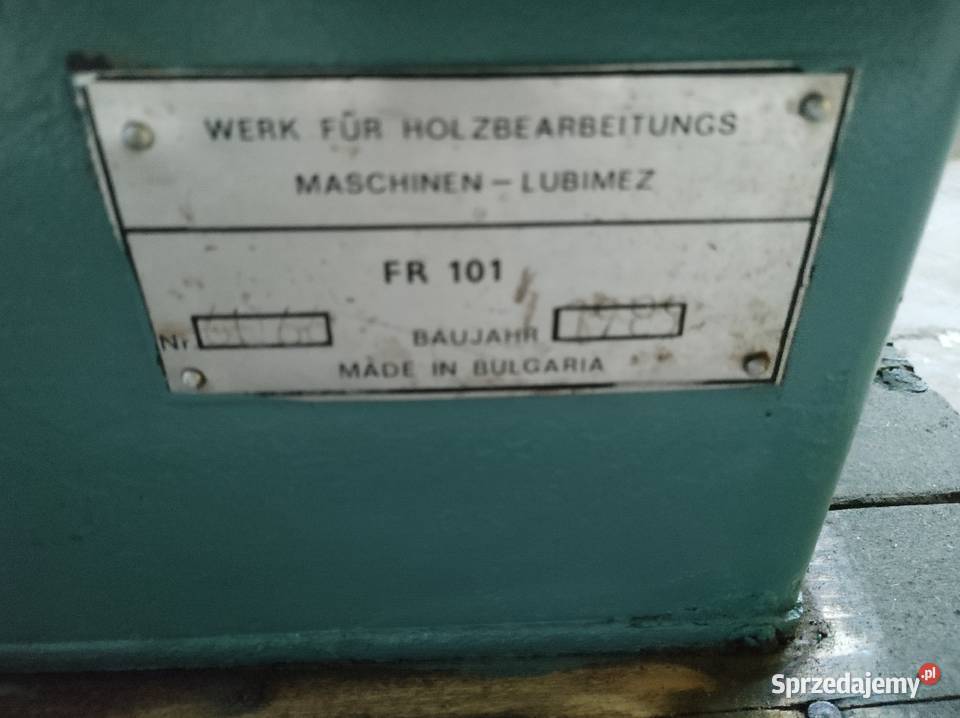 WERK FÜR HOLZBEARBEITUNGS
MASCHINEN – LUBIMEZ
FR 101
Nr
BAUJAHR
MADE IN BULGARIA
Sprzedajemy.pl